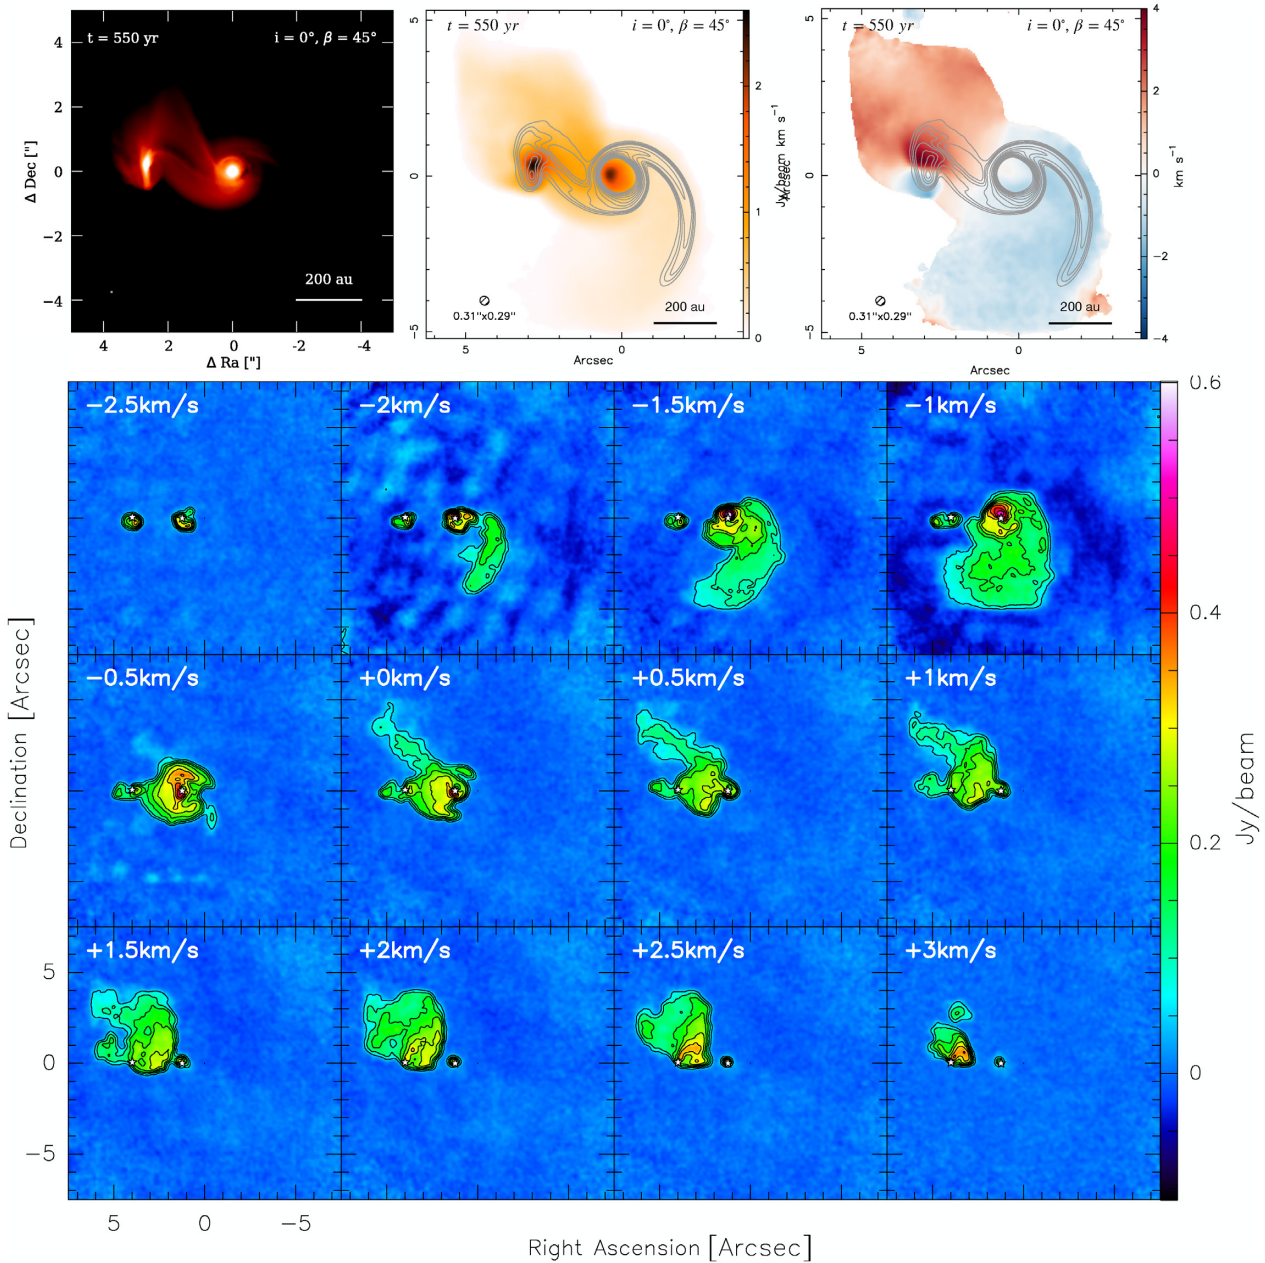 t = 550 yr
i = 0°, β = 45°
4
2
0
−2
−4
Δ Dec ["]
200 au
4
2
0
-2
-4
Δ Ra ["]
t = 550 yr
i = 0°, β = 45°
5
0
-5
0.31"x0.29"
200 au
5
0
Arcsec
2
1
0
Jy/beam km s⁻¹
Arcsec
t = 550 yr
i = 0°, β = 45°
5
0
-5
0.31"x0.29"
200 au
5
0
Arcsec
4
2
0
−2
−4
km s⁻¹
−2.5km/s
−2km/s
−1.5km/s
−1km/s
−0.5km/s
+0km/s
+0.5km/s
+1km/s
+1.5km/s
+2km/s
+2.5km/s
+3km/s
5
0
−5
5
0
−5
Declination [Arcsec]
Right Ascension [Arcsec]
0.6
0.4
0.2
0
Jy/beam